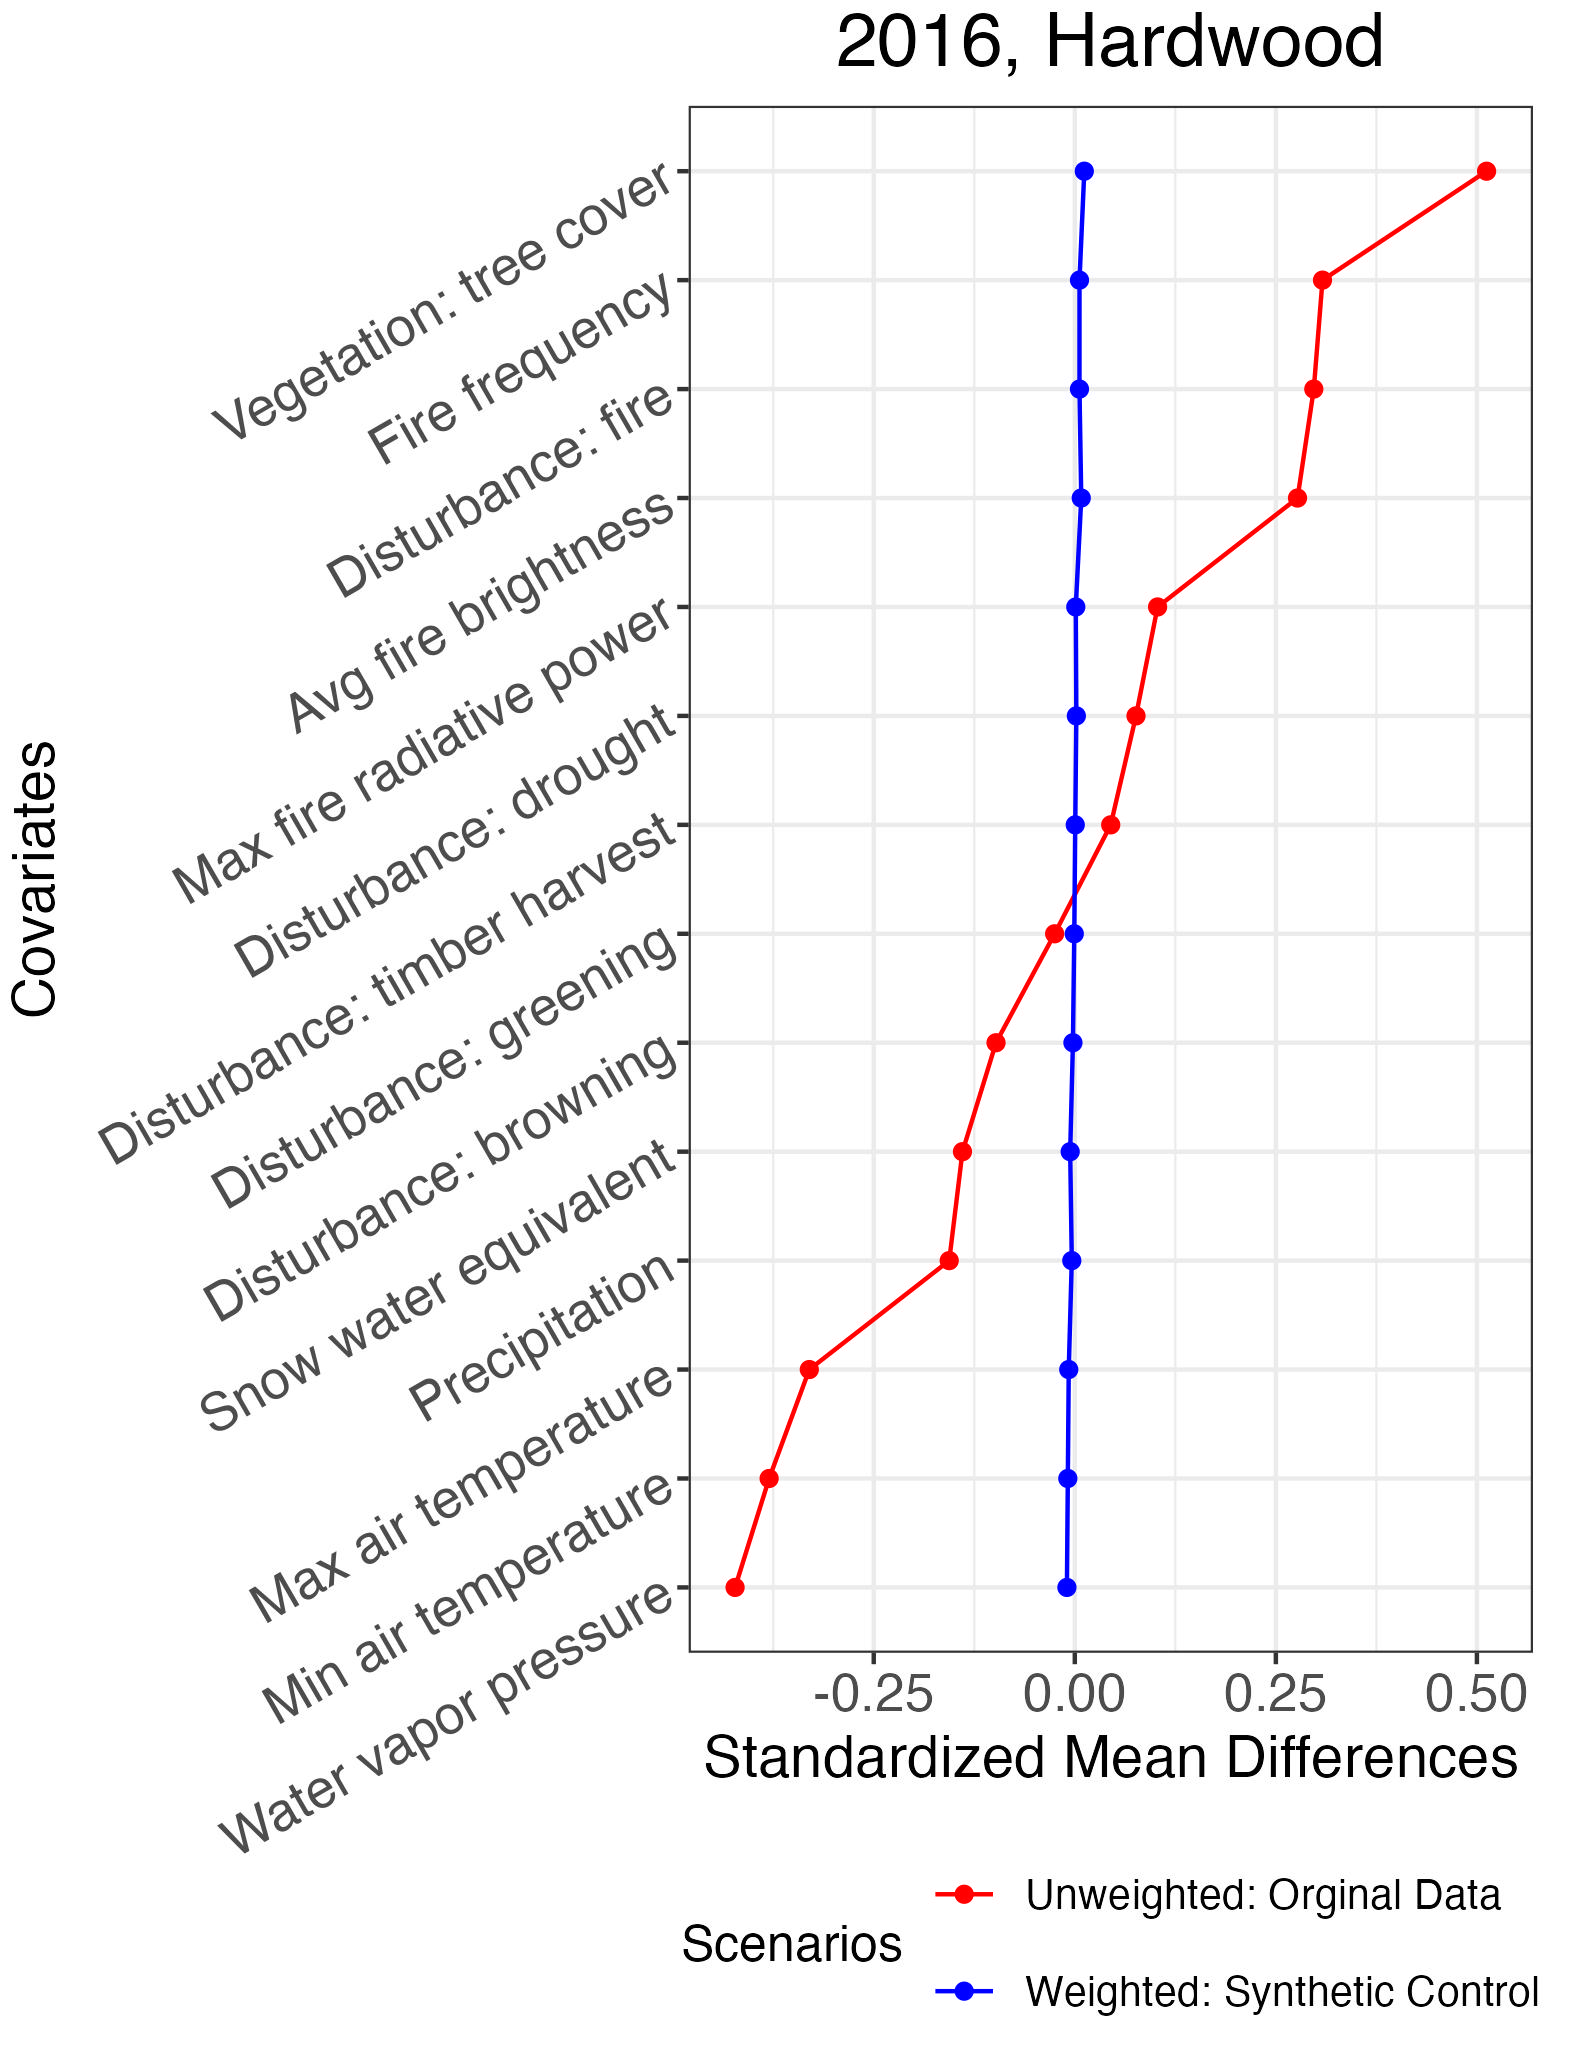 2016, Hardwood
Covariates
Vegetation: tree cover
Fire frequency
Disturbance: fire
Avg fire brightness
Max fire radiative power
Disturbance: drought
Disturbance: timber harvest
Disturbance: greening
Disturbance: browning
Snow water equivalent
Precipitation
Max air temperature
Min air temperature
Water vapor pressure
-0.25 0.00 0.25 0.50
Standardized Mean Differences
Scenarios
Unweighted: Orginal Data
Weighted: Synthetic Control